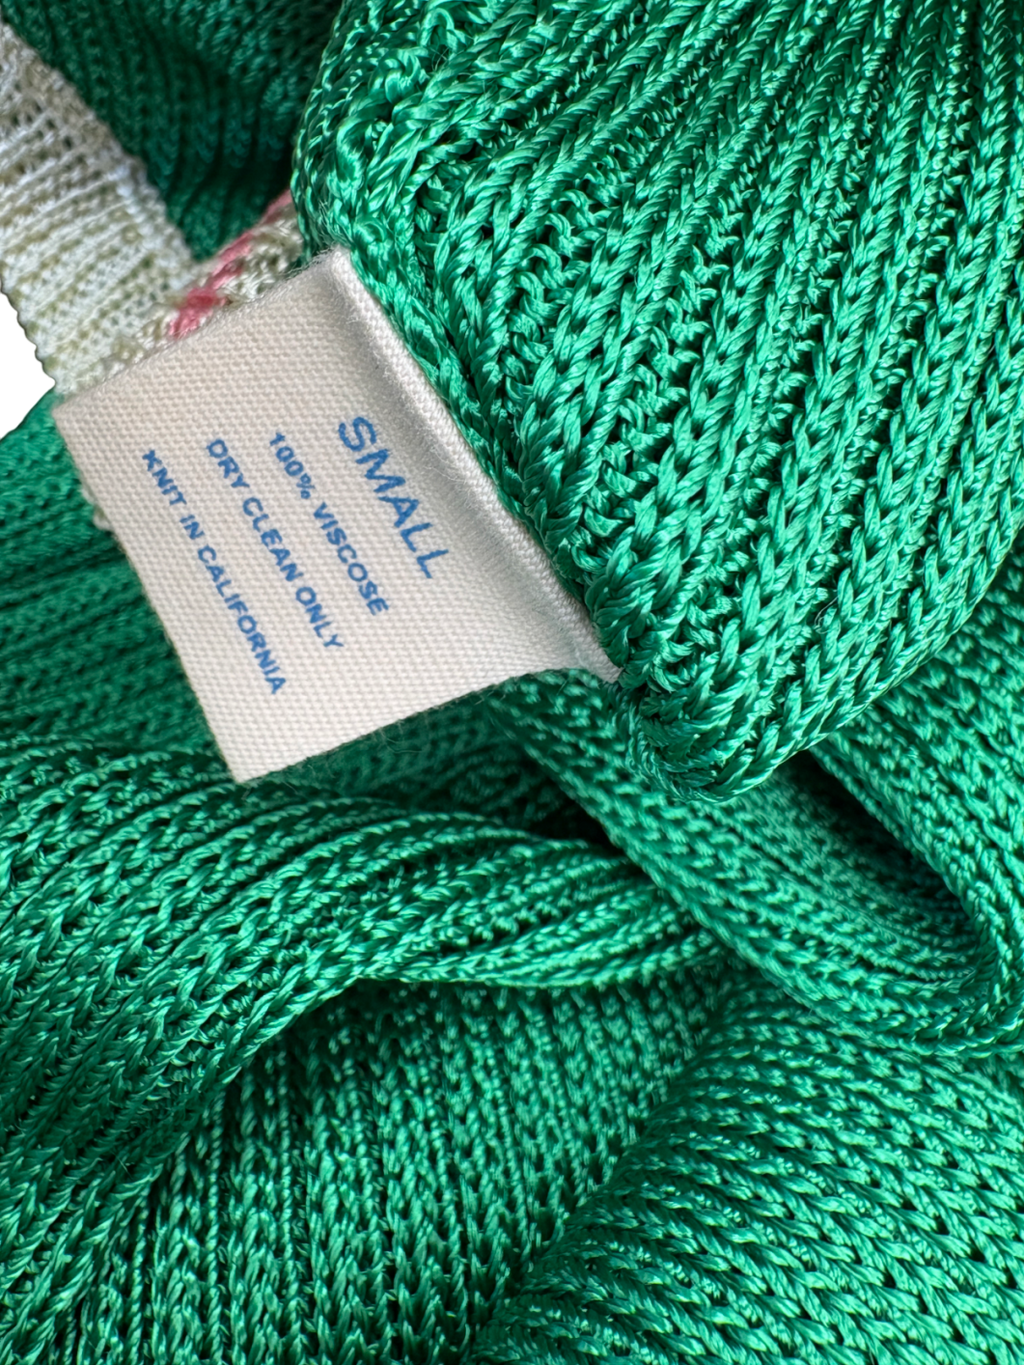 SMALL
100% VISCOSE
DRY CLEAN ONLY
KNIT IN CALIFORNIA